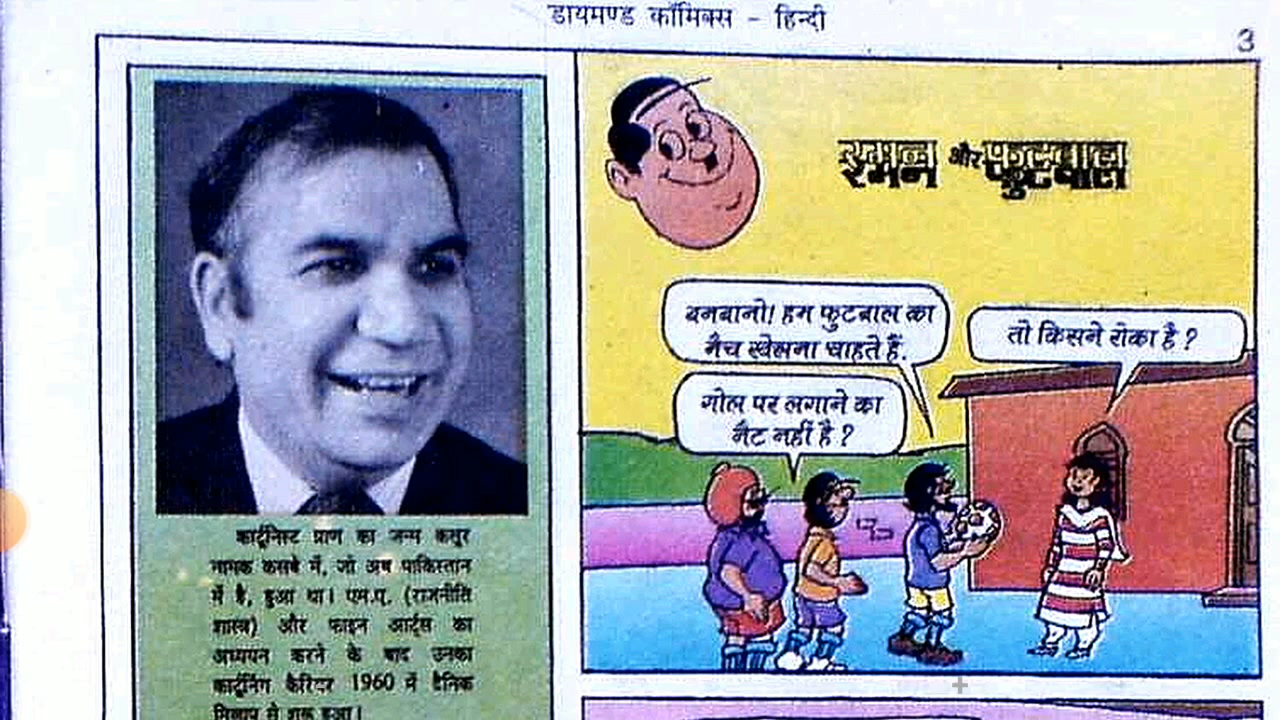 डायमण्ड कॉमिक्स - हिन्दी
3
रमन और फुटबाल
बनबानो! हम फुटबाल का
मैच खेलना चाहते हैं.
तो किसने रोका है?
गोल पर लगाने का
नैट नहीं है?
कार्टूनिस्ट प्राण का जन्म कसूर
नामक कसबे में, जो अब पाकिस्तान
में है, हुआ था। एम.ए. (राजनीति
शास्त्र) और फाइन आर्ट्स का
अध्ययन करने के बाद उनका
कार्टूनिंग कैरियर 1960 में दैनिक
मिलाप से शुरू हुआ।